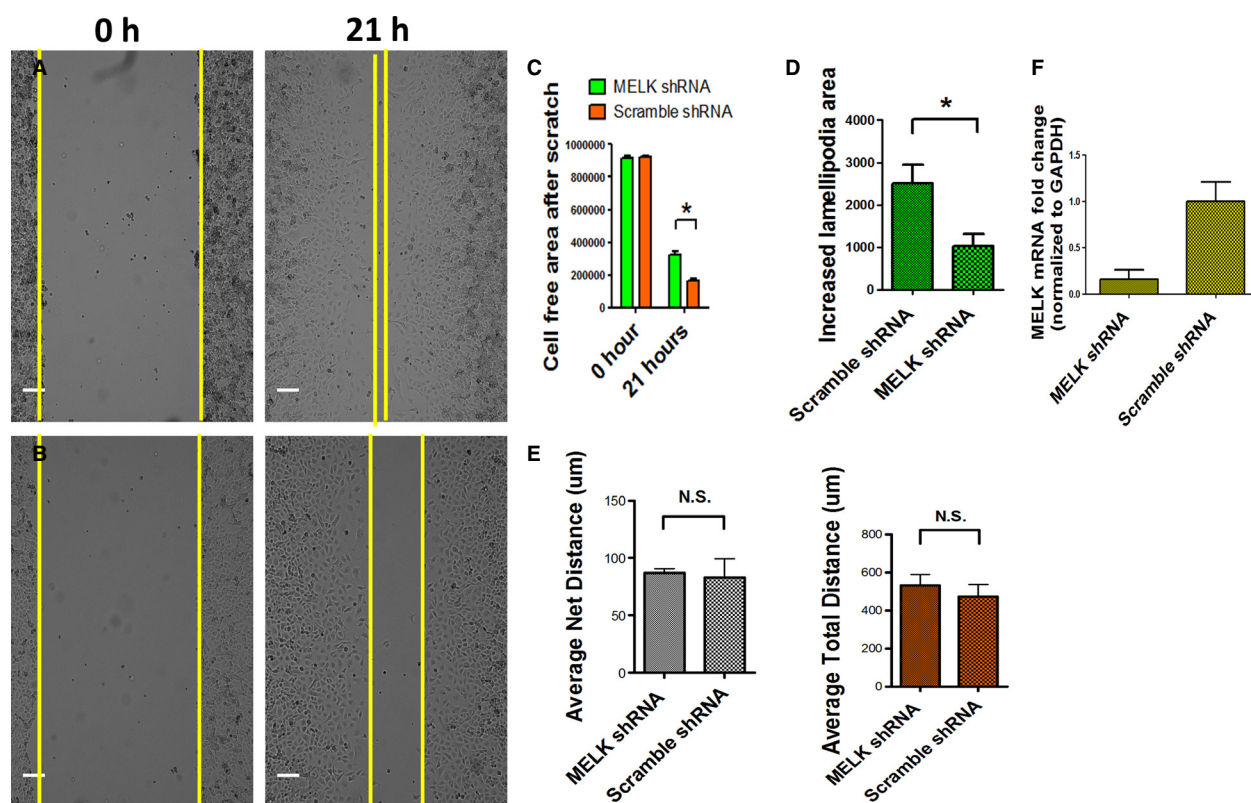 0 h
21 h
A
B
C
MELK shRNA
Scramble shRNA
Cell free area after scratch
1000000
800000
600000
400000
200000
0
*
0 hour
21 hours
D
Increased lamellipodia area
4000
3000
2000
1000
0
*
Scramble shRNA
MELK shRNA
F
MELK mRNA fold change
(normalized to GAPDH)
1.5
1.0
0.5
0.0
MELK shRNA
Scramble shRNA
E
Average Net Distance (um)
150
100
50
0
N.S.
MELK shRNA
Scramble shRNA
Average Total Distance (um)
800
600
400
200
0
N.S.
MELK shRNA
Scramble shRNA